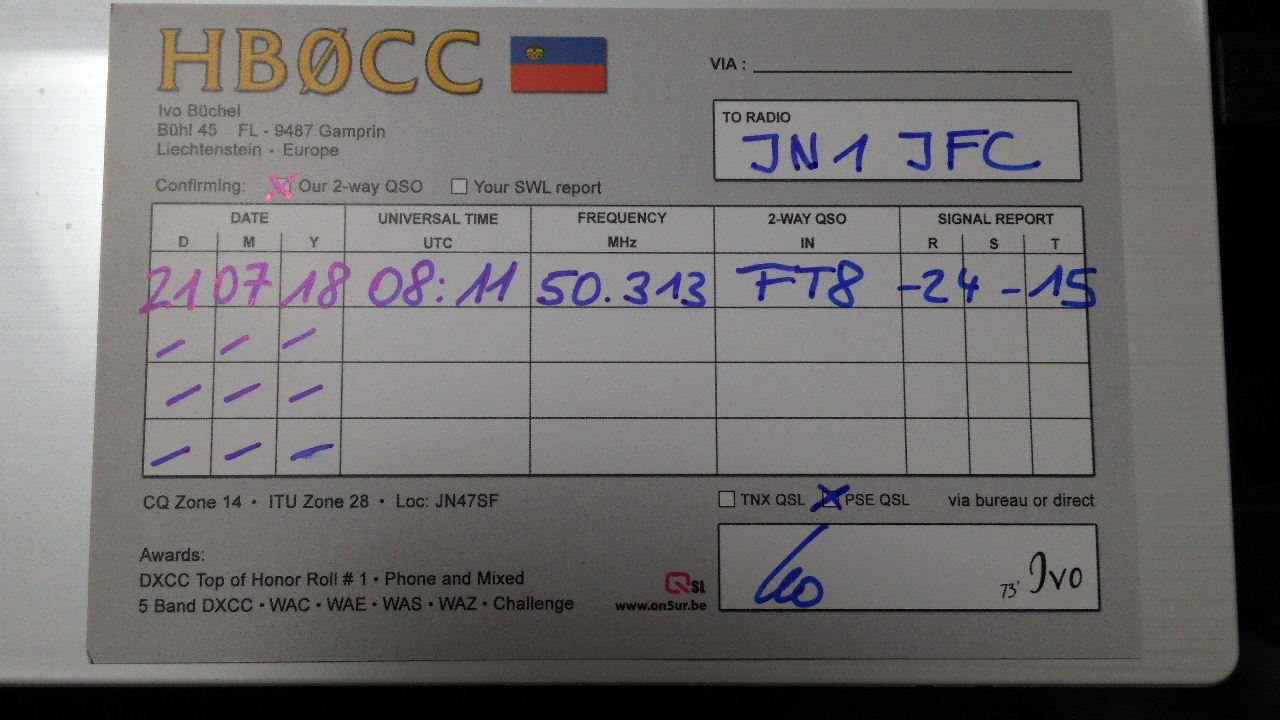 HBØCC
Ivo Büchel
Bühl 45 FL - 9487 Gamprin
Liechtenstein - Europe
VIA :
TO RADIO
JN1 JFC
Confirming: Our 2-way QSO Your SWL report
DATE UNIVERSAL TIME FREQUENCY 2-WAY QSO SIGNAL REPORT
D M Y UTC MHz IN R S T
21 07 18 08:11 50.313 FT8 -24 -15
CQ Zone 14 • ITU Zone 28 • Loc: JN47SF
TNX QSL PSE QSL via bureau or direct
Awards:
DXCC Top of Honor Roll # 1 • Phone and Mixed
5 Band DXCC • WAC • WAE • WAS • WAZ • Challenge
QSL
www.on5ur.be
73' Ivo